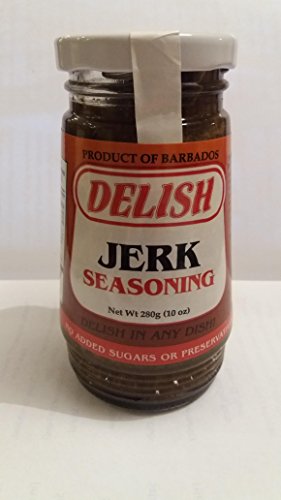 PRODUCT OF BARBADOS
DELISH
JERK
SEASONING
Net Wt 280g (10 oz)
DELISH IN ANY DISH!
NO ADDED SUGARS OR PRESERVATIV